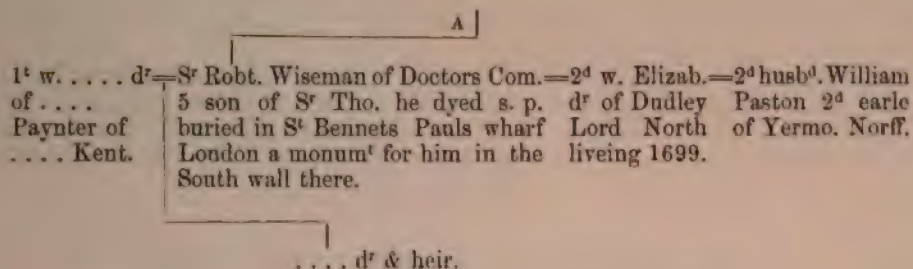 A
1ᵗ w. . . . . dʳ=Sʳ Robt. Wiseman of Doctors Com.=2ᵈ w. Elizab.=2ᵈ husbᵈ. William
of . . . . 5 son of Sʳ Tho. he dyed s. p. dʳ of Dudley Paston 2ᵈ earle
Paynter of buried in Sᵗ Bennets Pauls wharf Lord North of Yermo. Norff.
. . . . Kent. London a monumᵗ for him in the liveing 1699.
South wall there.
. . . . dʳ & heir.